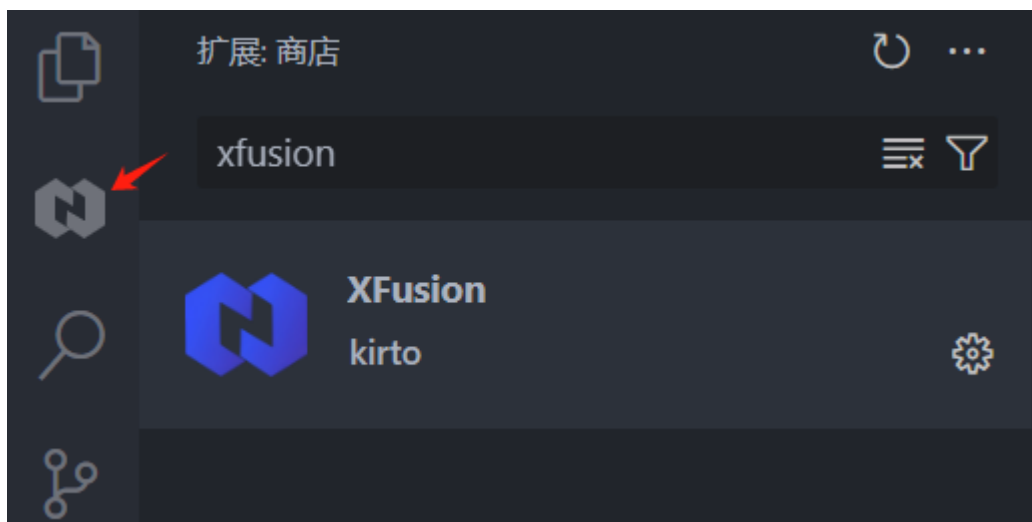 扩展: 商店
xfusion
XFusion
kirto